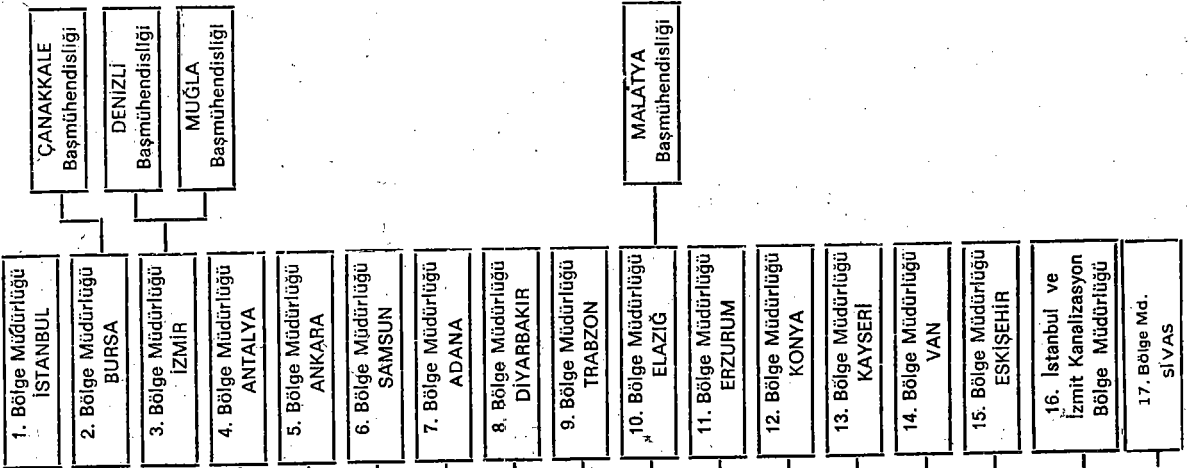 ÇANAKKALE
Başmühendisliği
DENİZLİ
Başmühendisliği
MUĞLA
Başmühendisliği
MALATYA
Başmühendisliği
1. Bölge Müdürlüğü
İSTANBUL
2. Bölge Müdürlüğü
BURSA
3. Bölge Müdürlüğü
İZMİR
4. Bölge Müdürlüğü
ANTALYA
5. Bölge Müdürlüğü
ANKARA
6. Bölge Müdürlüğü
SAMSUN
7. Bölge Müdürlüğü
ADANA
8. Bölge Müdürlüğü
DİYARBAKIR
9. Bölge Müdürlüğü
TRABZON
10. Bölge Müdürlüğü
ELAZIĞ
11. Bölge Müdürlüğü
ERZURUM
12. Bölge Müdürlüğü
KONYA
13. Bölge Müdürlüğü
KAYSERİ
14. Bölge Müdürlüğü
VAN
15. Bölge Müdürlüğü
ESKİŞEHİR
16. İstanbul ve
İzmit Kanalizasyon
Bölge Müdürlüğü
17. Bölge Md.
SİVAS